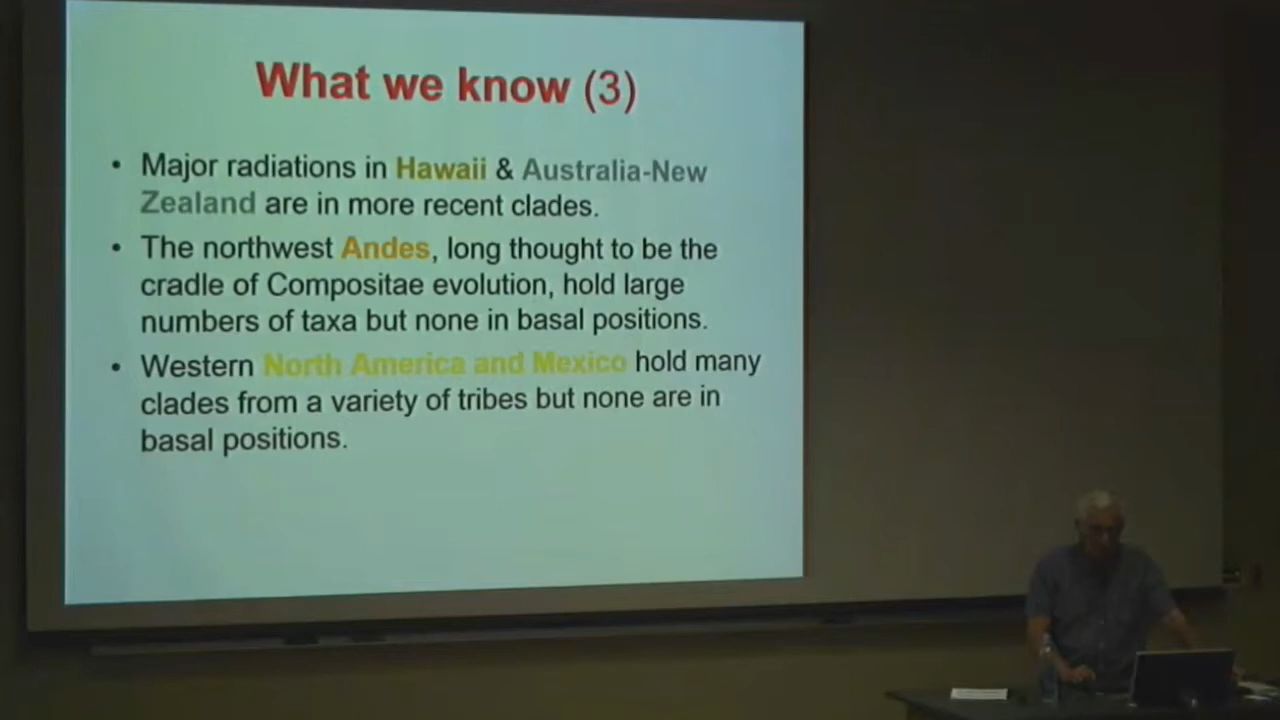 What we know (3)
• Major radiations in Hawaii & Australia-New
Zealand are in more recent clades.
• The northwest Andes, long thought to be the
cradle of Compositae evolution, hold large
numbers of taxa but none in basal positions.
• Western North America and Mexico hold many
clades from a variety of tribes but none are in
basal positions.